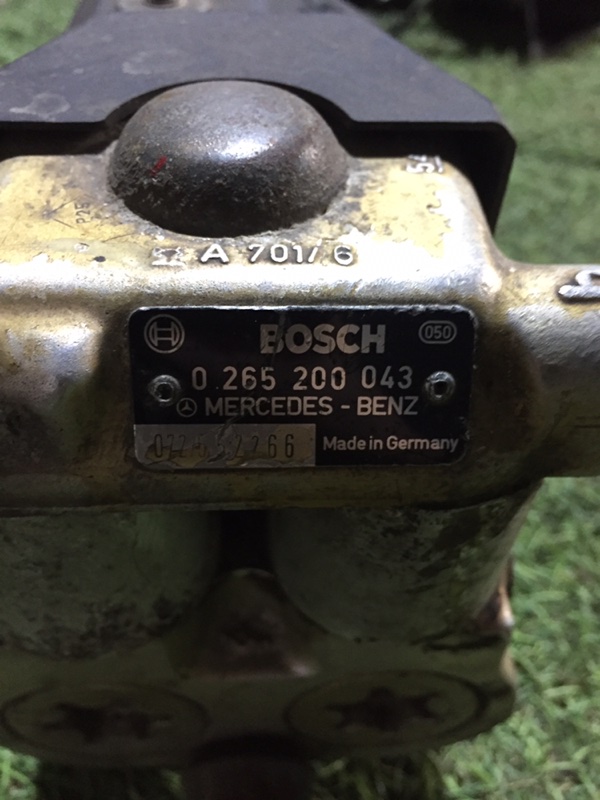 A 701/6
BOSCH
050
0 265 200 043
MERCEDES - BENZ
Made in Germany